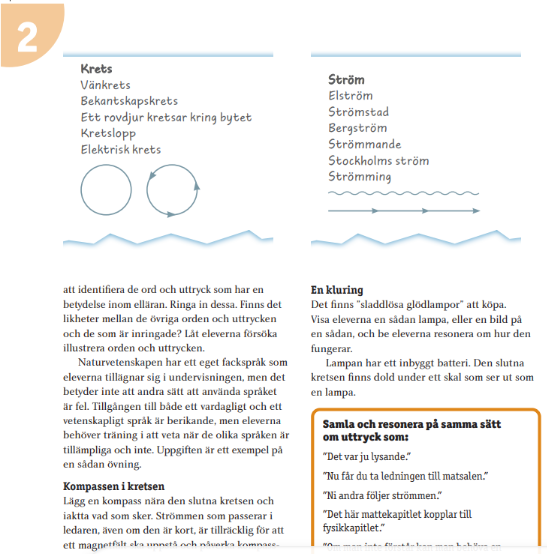 2
Krets
Vänkrets
Bekantskapskrets
Ett rovdjur kretsar kring bytet
Kretslopp
Elektrisk krets
Ström
Elström
Strömstad
Bergström
Strömmande
Stockholms ström
Strömming
att identifiera de ord och uttryck som har en
betydelse inom elläran. Ringa in dessa. Finns det
likheter mellan de övriga orden och uttrycken
och de som är inringade? Låt eleverna försöka
illustrera orden och uttrycken.
Naturvetenskapen har ett eget fackspråk som
eleverna tillägnar sig i undervisningen, men det
betyder inte att andra sätt att använda språket
är fel. Tillgången till både ett vardagligt och ett
vetenskapligt språk är berikande, men eleverna
behöver träning i att veta när de olika språken är
tillämpliga och inte. Uppgiften är ett exempel på
en sådan övning.
Kompassen i kretsen
Lägg en kompass nära den slutna kretsen och
iaktta vad som sker. Strömmen som passerar i
ledaren, även om den är kort, är tillräcklig för att
ett magnetfält ska uppstå och påverka kompass-
En kluring
Det finns "sladdlösa glödlampor" att köpa.
Visa eleverna en sådan lampa, eller en bild på
en sådan, och be eleverna resonera om hur den
fungerar.
Lampan har ett inbyggt batteri. Den slutna
kretsen finns dold under ett skal som ser ut som
en lampa.
Samla och resonera på samma sätt
om uttryck som:
"Det var ju lysande."
"Nu får du ta ledningen till matsalen."
"Ni andra följer strömmen."
"Det här mattekapitlet kopplar till
fysikkapitlet."